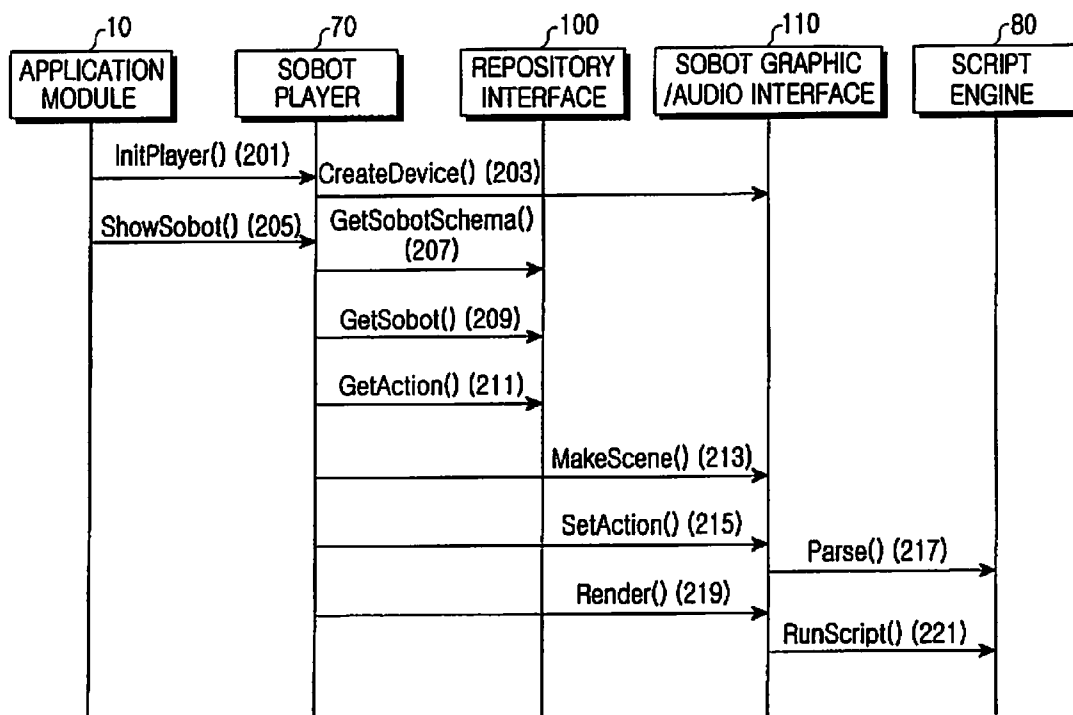 10
70
100
110
80
APPLICATION
MODULE
SOBOT
PLAYER
REPOSITORY
INTERFACE
SOBOT GRAPHIC
/AUDIO INTERFACE
SCRIPT
ENGINE
InitPlayer() (201)
CreateDevice() (203)
ShowSobot() (205)
GetSobotSchema()
(207)
GetSobot() (209)
GetAction() (211)
MakeScene() (213)
SetAction() (215)
Parse() (217)
Render() (219)
RunScript() (221)